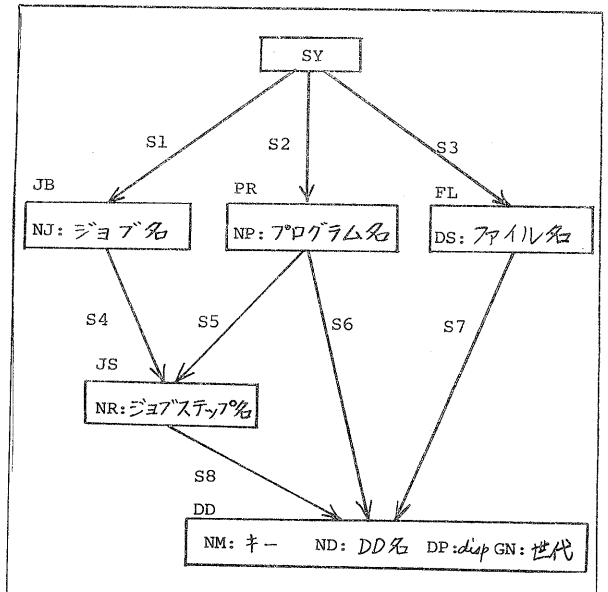 SY
S1
S2
S3
JB
PR
FL
NJ: ジョブ名
NP: プログラム名
DS: ファイル名
S4
S5
S6
S7
JS
NR: ジョブステップ名
S8
DD
NM: キー ND: DD名 DP: disp GN: 世代